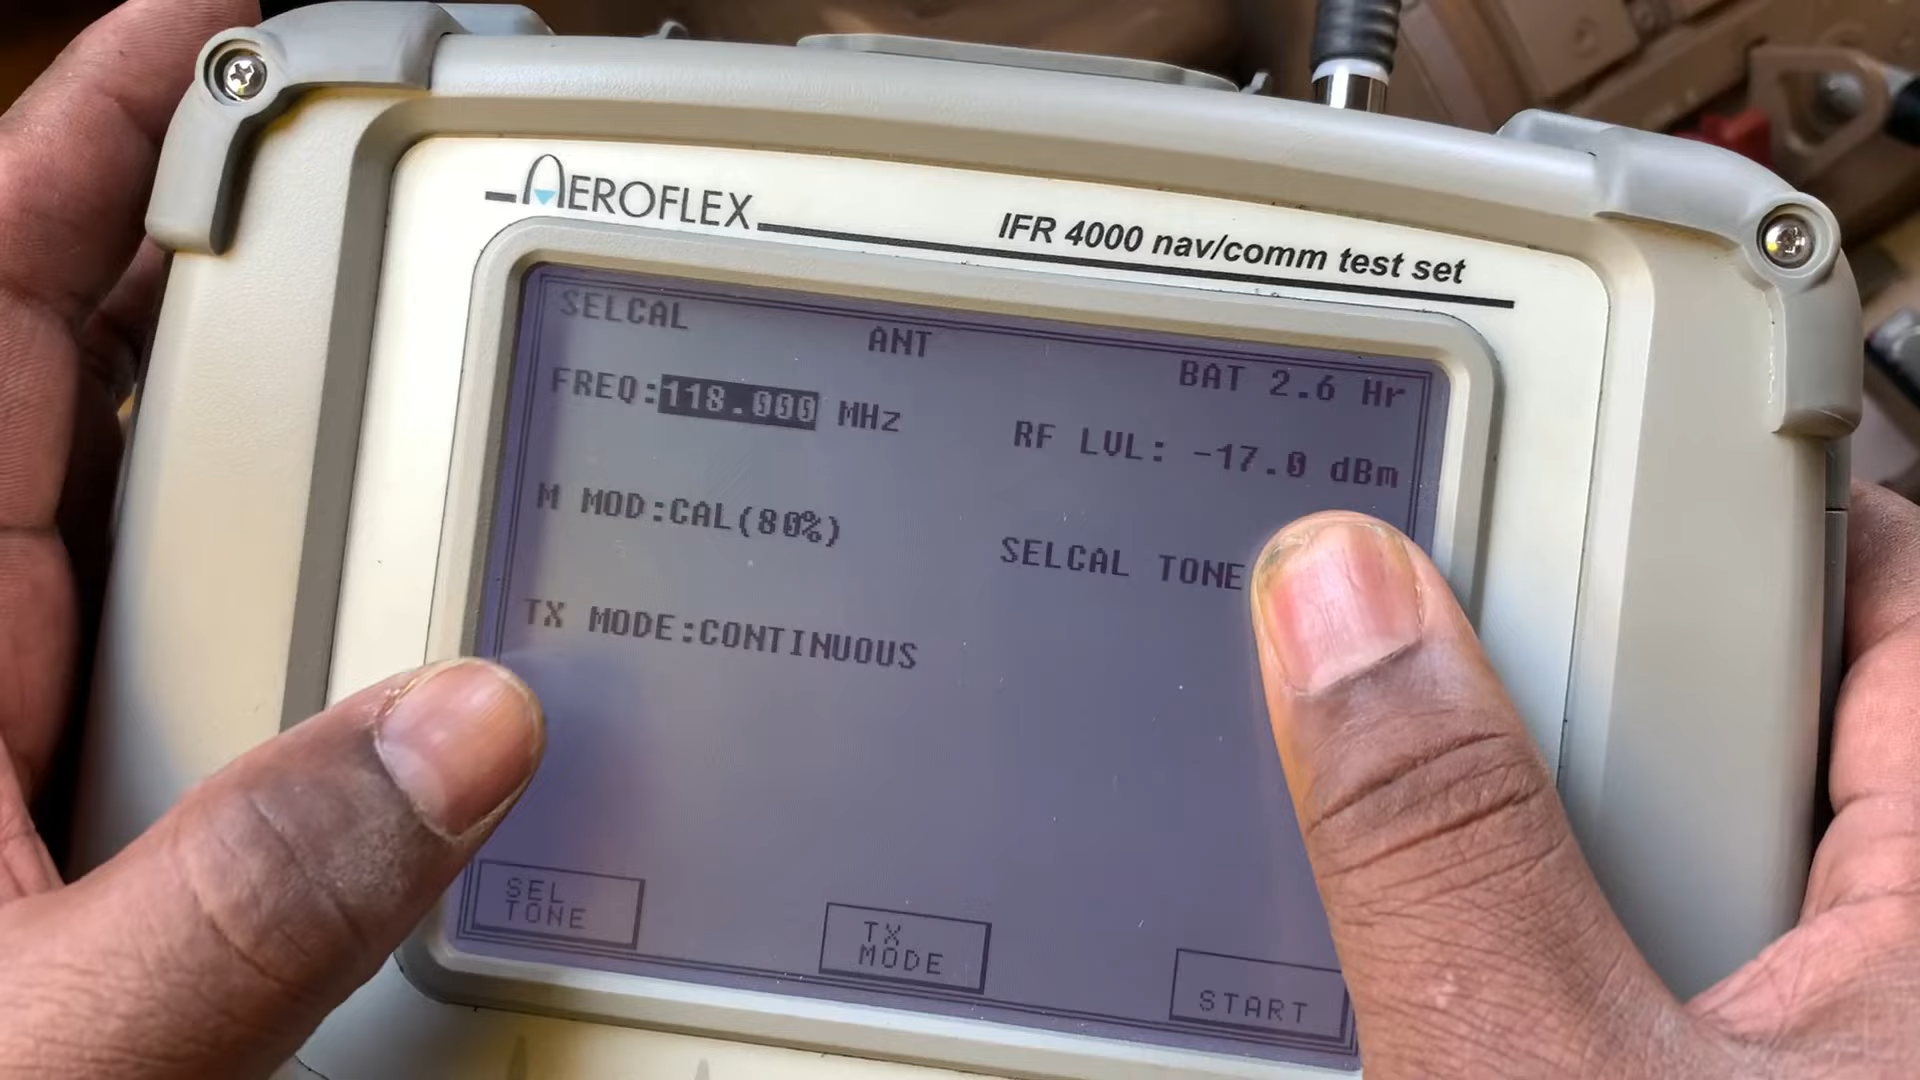 AEROFLEX
IFR 4000 nav/comm test set
SELCAL
ANT
BAT 2.6 Hr
FREQ:118.000 MHz
RF LVL: -17.0 dBm
M MOD:CAL(80%)
SELCAL TONE
TX MODE:CONTINUOUS
SEL
TONE
TX
MODE
START